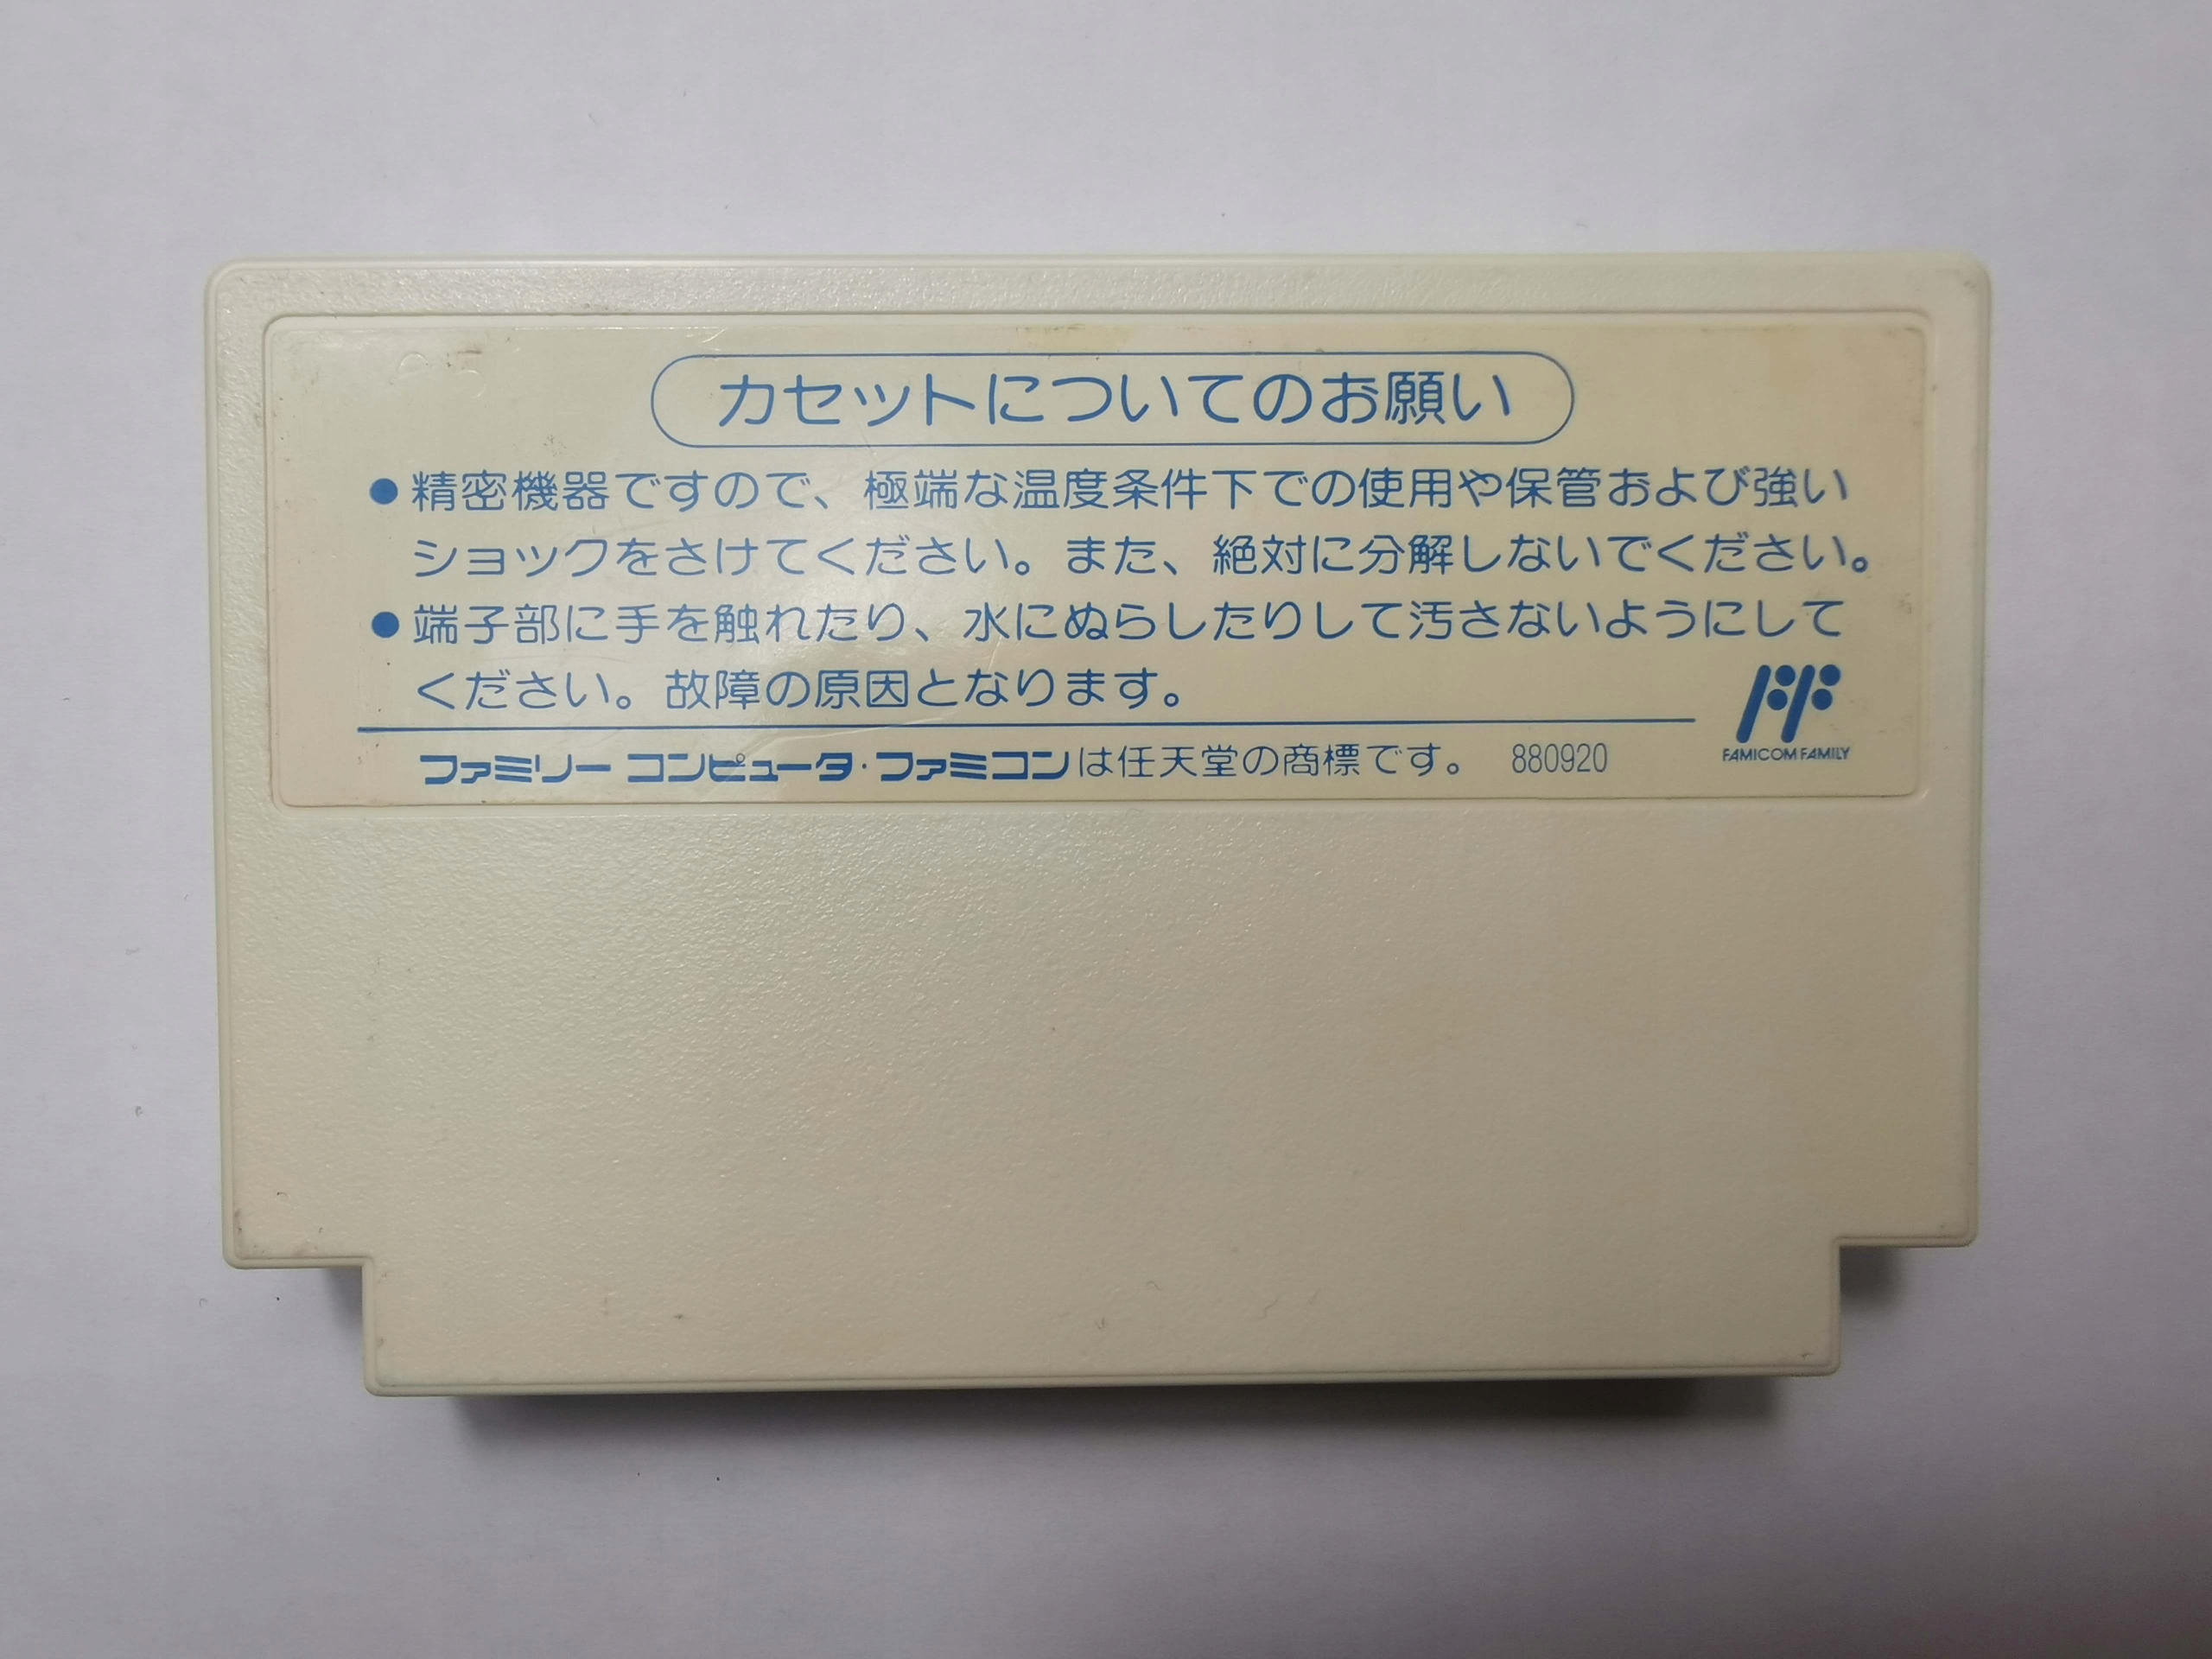 カセットについてのお願い
●精密機器ですので、極端な温度条件下での使用や保管および強い
ショックをさけてください。また、絶対に分解しないでください。
●端子部に手を触れたり、水にぬらしたりして汚さないようにして
ください。故障の原因となります。
FAMICOM FAMILY
ファミリー コンピュータ・ファミコンは任天堂の商標です。 880920